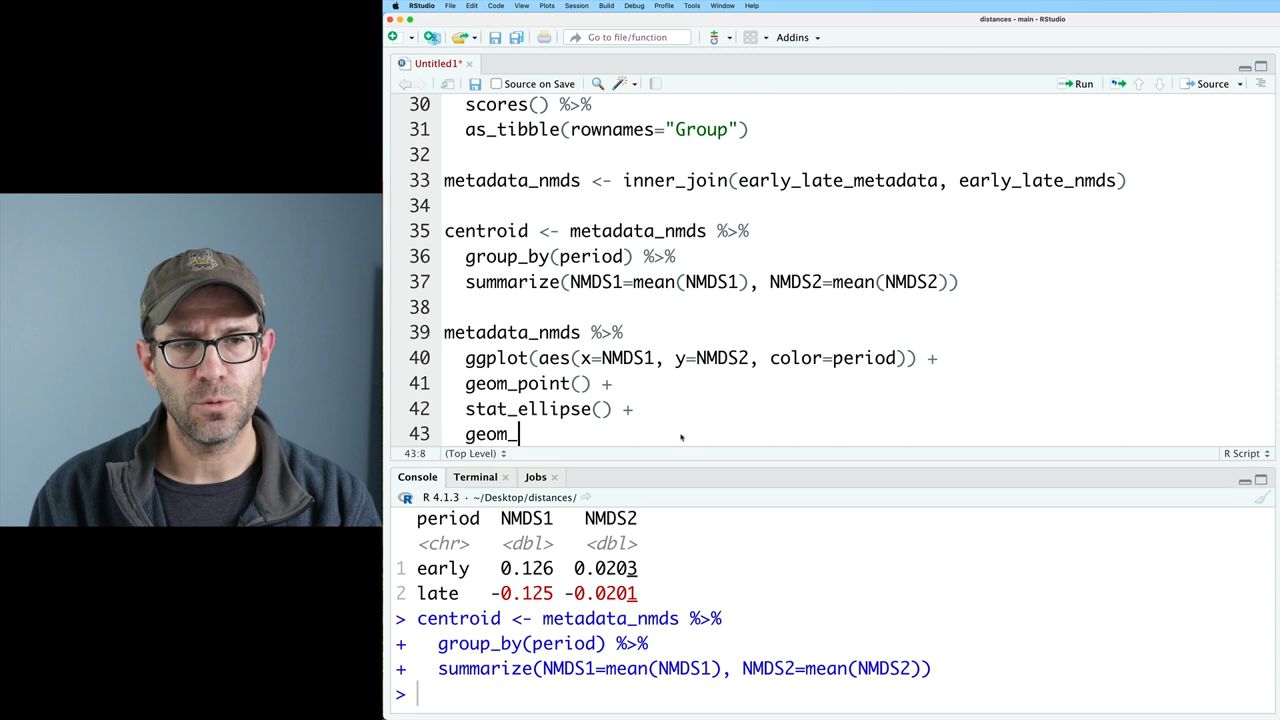 RStudio File Edit Code View Plots Session Build Debug Profile Tools Window Help
distances - main - RStudio
Go to file/function Addins
Untitled1*
Source on Save Run Source
30 scores() %>%
31 as_tibble(rownames="Group")
32
33 metadata_nmds <- inner_join(early_late_metadata, early_late_nmds)
34
35 centroid <- metadata_nmds %>%
36 group_by(period) %>%
37 summarize(NMDS1=mean(NMDS1), NMDS2=mean(NMDS2))
38
39 metadata_nmds %>%
40 ggplot(aes(x=NMDS1, y=NMDS2, color=period)) +
41 geom_point() +
42 stat_ellipse() +
43 geom_
43:8 (Top Level) R Script
Console Terminal Jobs
R 4.1.3 · ~/Desktop/distances/
period NMDS1 NMDS2
<chr> <dbl> <dbl>
1 early 0.126 0.0203
2 late -0.125 -0.0201
> centroid <- metadata_nmds %>%
+ group_by(period) %>%
+ summarize(NMDS1=mean(NMDS1), NMDS2=mean(NMDS2))
>